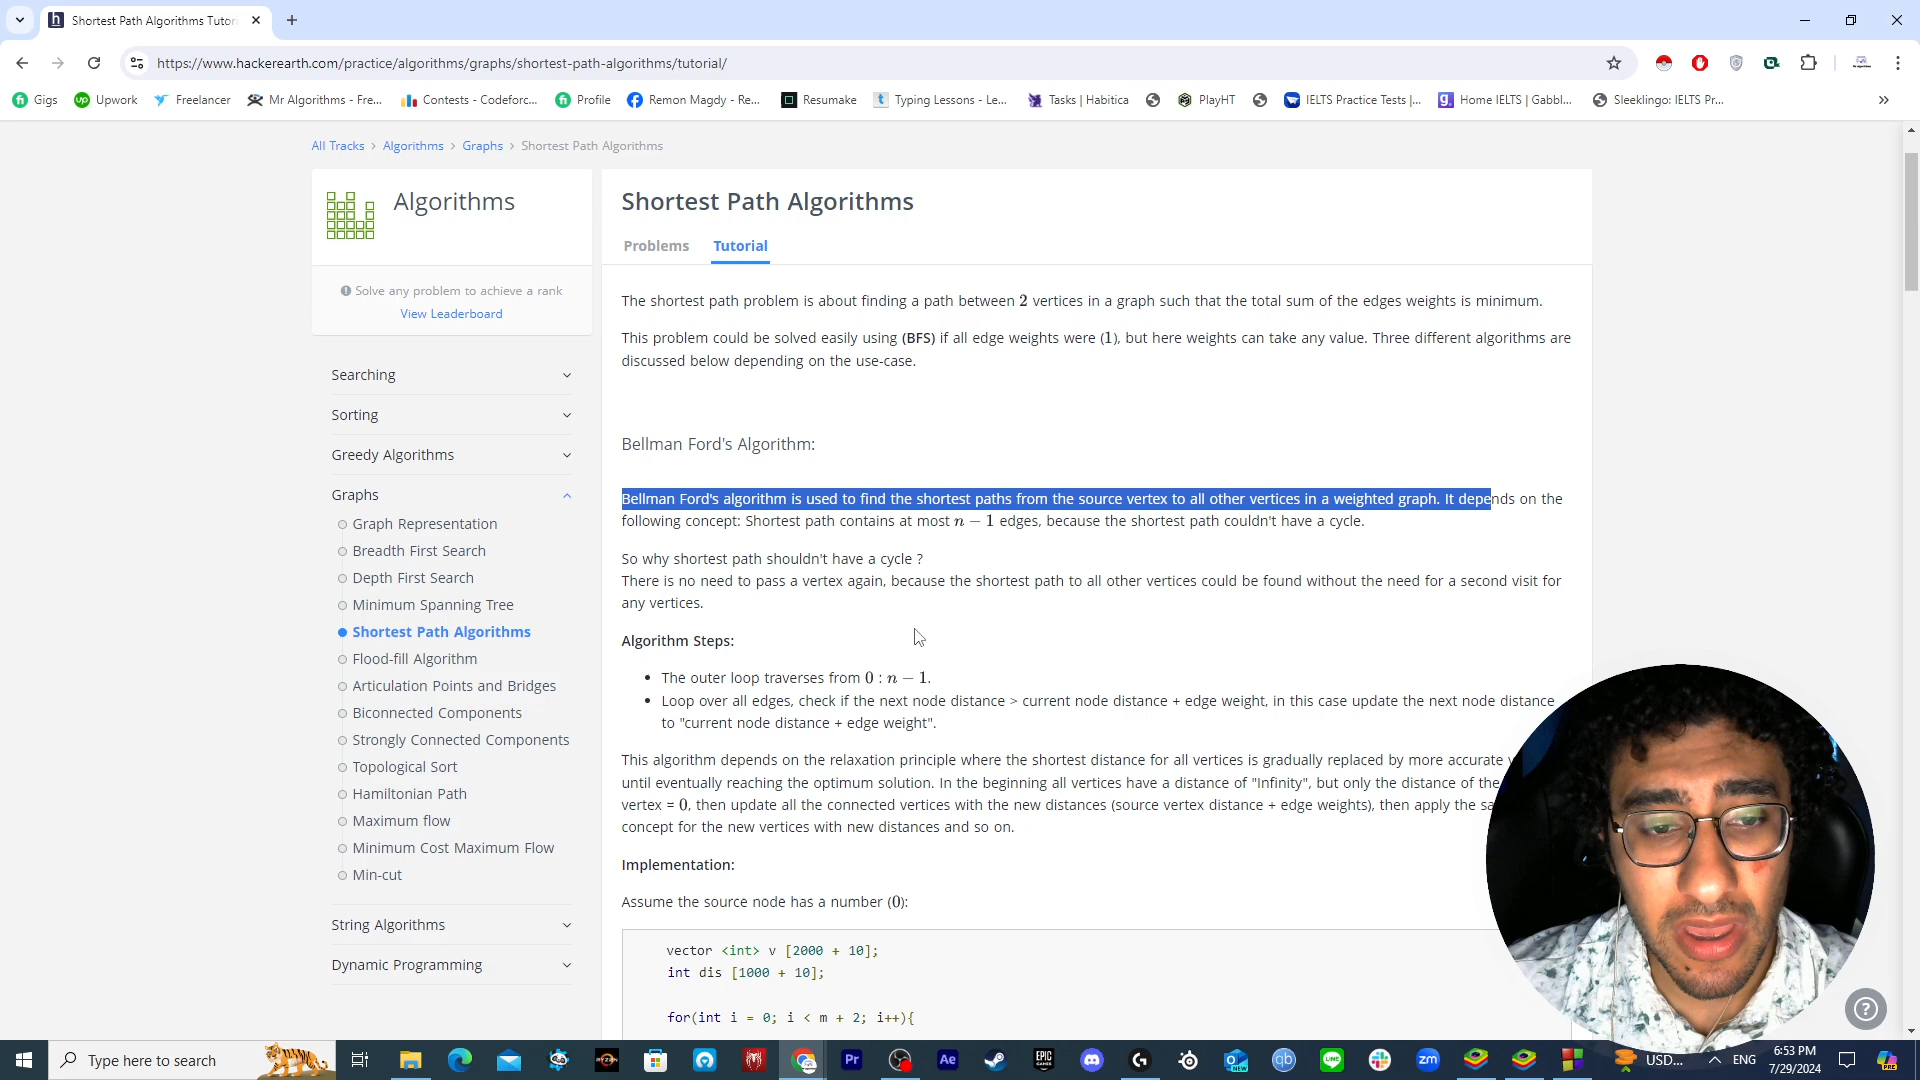 Shortest Path Algorithms Tutor
https://www.hackerearth.com/practice/algorithms/graphs/shortest-path-algorithms/tutorial/
Gigs
Upwork
Freelancer
Mr Algorithms - Fre...
Contests - Codeforc...
Profile
Remon Magdy - Re...
Resumake
Typing Lessons - Le...
Tasks | Habitica
PlayHT
IELTS Practice Tests |...
Home IELTS | Gabbl...
Sleeklingo: IELTS Pr...
All Tracks > Algorithms > Graphs > Shortest Path Algorithms
Algorithms
Solve any problem to achieve a rank
View Leaderboard
Searching
Sorting
Greedy Algorithms
Graphs
Graph Representation
Breadth First Search
Depth First Search
Minimum Spanning Tree
Shortest Path Algorithms
Flood-fill Algorithm
Articulation Points and Bridges
Biconnected Components
Strongly Connected Components
Topological Sort
Hamiltonian Path
Maximum flow
Minimum Cost Maximum Flow
Min-cut
String Algorithms
Dynamic Programming
Shortest Path Algorithms
Problems
Tutorial
The shortest path problem is about finding a path between 2 vertices in a graph such that the total sum of the edges weights is minimum.
This problem could be solved easily using (BFS) if all edge weights were (1), but here weights can take any value. Three different algorithms are
discussed below depending on the use-case.
Bellman Ford's Algorithm:
Bellman Ford's algorithm is used to find the shortest paths from the source vertex to all other vertices in a weighted graph. It depends on the
following concept: Shortest path contains at most n − 1 edges, because the shortest path couldn't have a cycle.
So why shortest path shouldn't have a cycle ?
There is no need to pass a vertex again, because the shortest path to all other vertices could be found without the need for a second visit for
any vertices.
Algorithm Steps:
• The outer loop traverses from 0 : n − 1.
• Loop over all edges, check if the next node distance > current node distance + edge weight, in this case update the next node distance
to "current node distance + edge weight".
This algorithm depends on the relaxation principle where the shortest distance for all vertices is gradually replaced by more accurate
until eventually reaching the optimum solution. In the beginning all vertices have a distance of "Infinity", but only the distance of the
vertex = 0, then update all the connected vertices with the new distances (source vertex distance + edge weights), then apply the sa
concept for the new vertices with new distances and so on.
Implementation:
Assume the source node has a number (0):
vector <int> v [2000 + 10];
int dis [1000 + 10];
for(int i = 0; i < m + 2; i++){
Type here to search
USD...
ENG
6:53 PM
7/29/2024